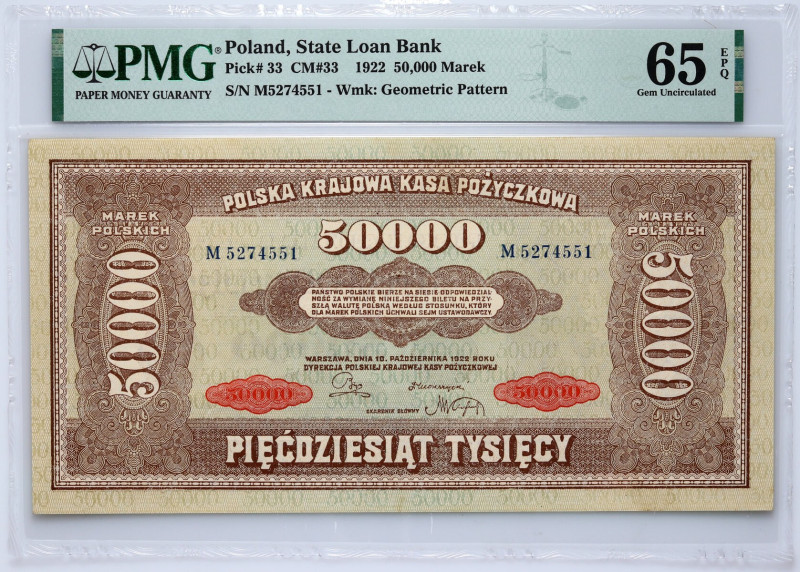 PMG®
PAPER MONEY GUARANTY
Poland, State Loan Bank
Pick# 33 CM#33 1922 50,000 Marek
S/N M5274551 - Wmk: Geometric Pattern
65 EPQ
Gem Uncirculated
POLSKA KRAJOWA KASA POŻYCZKOWA
MAREK
POLSKICH
MAREK
POLSKICH
50000
M 5274551
M 5274551
50000
50000
PAŃSTWO POLSKIE BIERZE NA SIEBIE ODPOWIEDZIAL
NOŚĆ ZA WYMIANĘ NINIEJSZEGO BILETU NA PRZY-
SZŁĄ WALUTĘ POLSKĄ WEDŁUG STOSUNKU, KTÓRY
DLA MAREK POLSKICH UCHWALI SEJM USTAWODAWCZY
WARSZAWA, DNIA 10. PAŹDZIERNIKA 1922 ROKU
DYREKCJA POLSKIEJ KRAJOWEJ KASY POŻYCZKOWEJ
50000
50000
SKARBNIK GŁÓWNY
PIĘĆDZIESIĄT TYSIĘCY